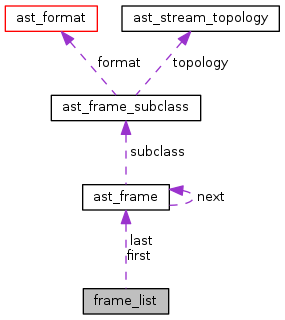 ast_format
ast_stream_topology
format
topology
ast_frame_subclass
subclass
ast_frame
next
last
first
frame_list